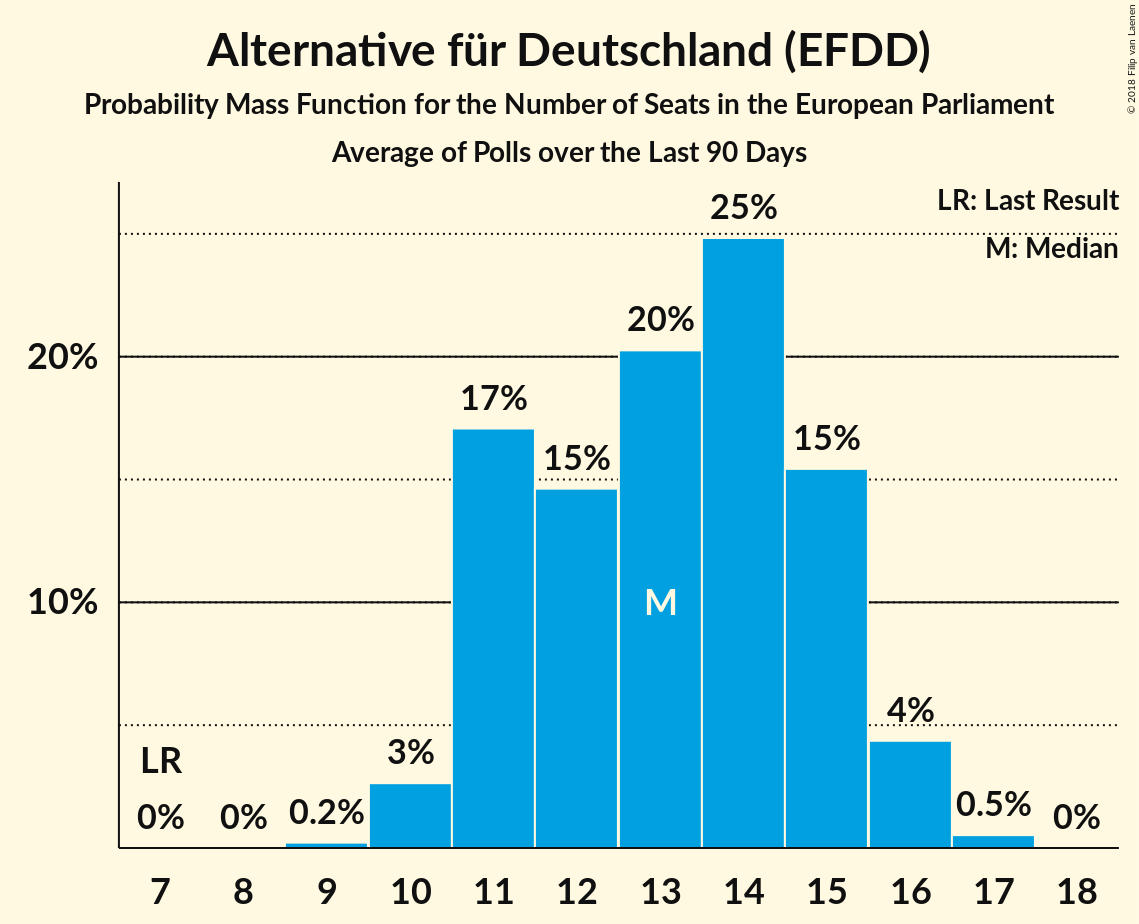 Alternative für Deutschland (EFDD)
Probability Mass Function for the Number of Seats in the European Parliament
Average of Polls over the Last 90 Days
© 2018 Filip van Laenen
LR: Last Result
M: Median
25%
20%
20%
17%
15%
15%
10%
M
4%
3%
LR
0%
0%
0.2%
0.5%
0%
7 8 9 10 11 12 13 14 15 16 17 18